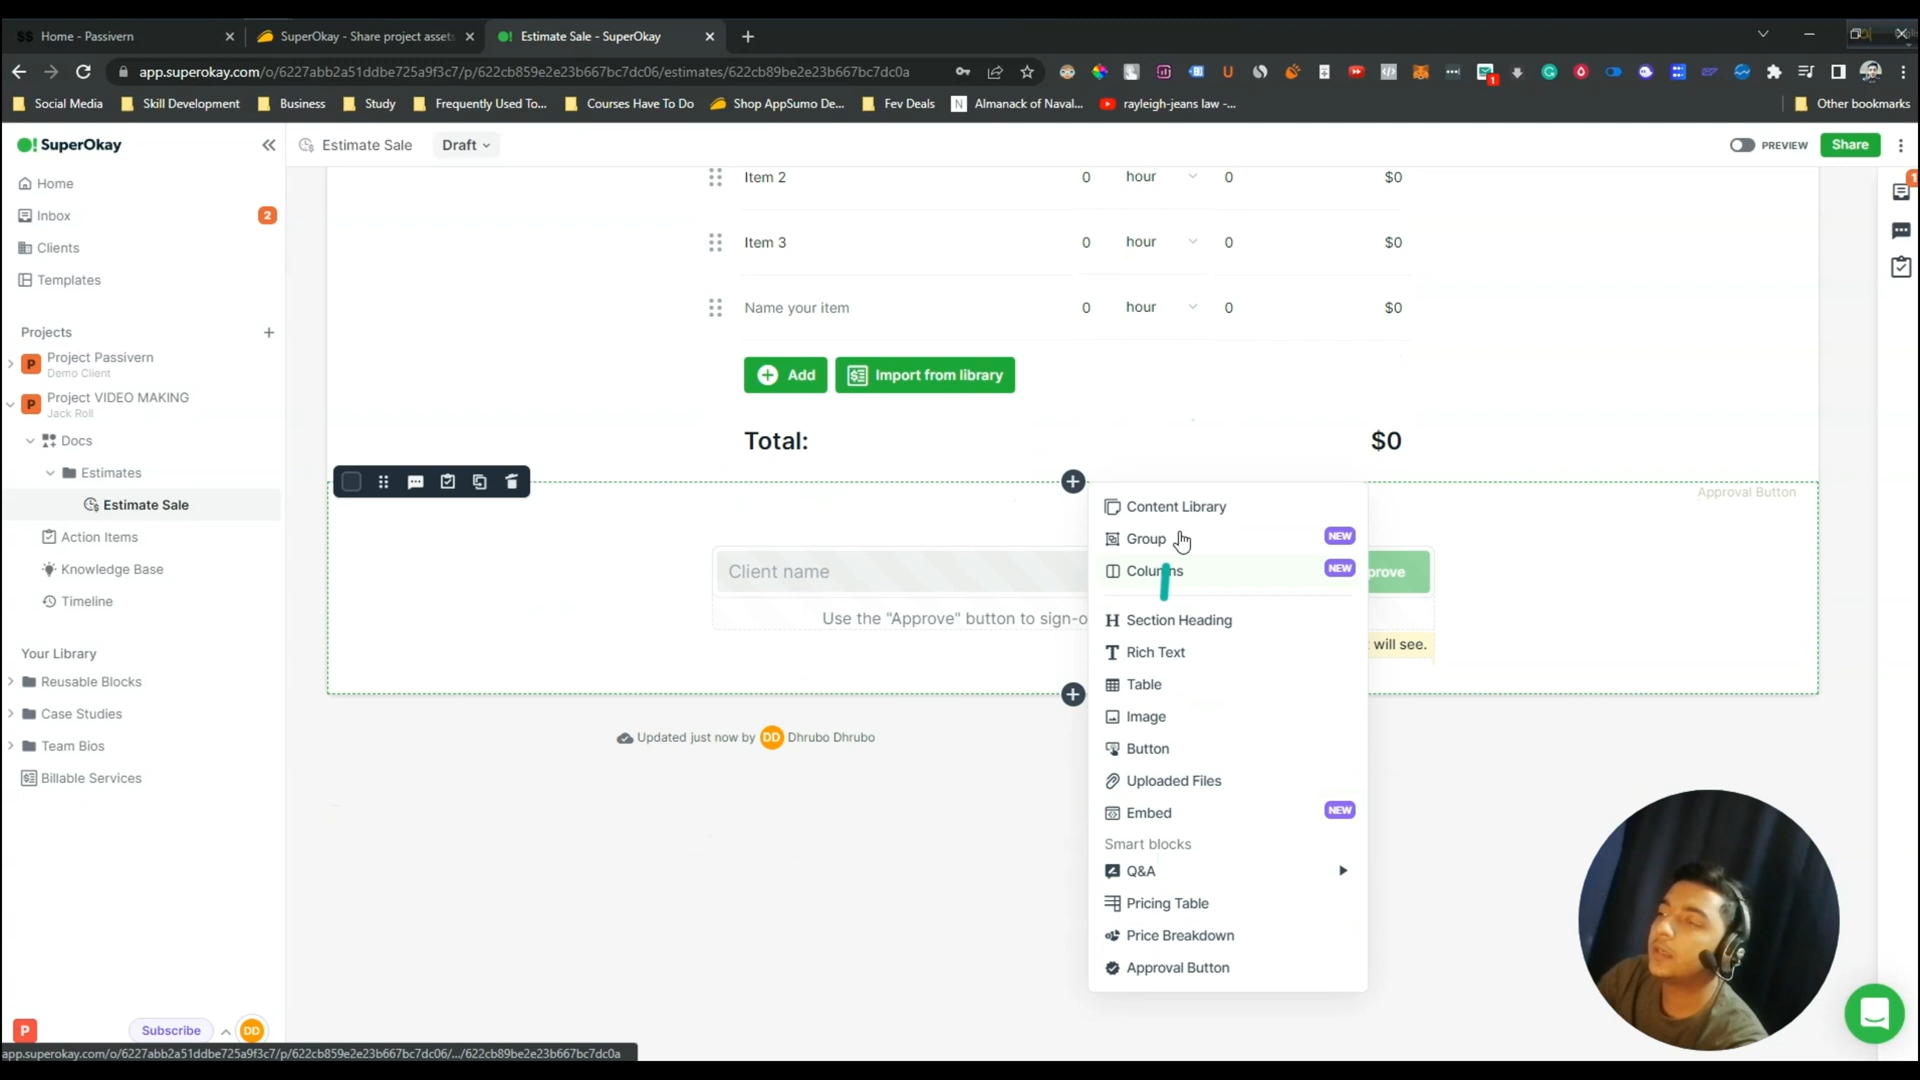 $$ Home - Passivern
SuperOkay - Share project assets
Estimate Sale - SuperOkay
app.superokay.com/o/6227abb2a51ddbe725a9f3c7/p/622cb859e2e23b667bc7dc06/estimates/622cb89be2e23b667bc7dc0a
Social Media
Skill Development
Business
Study
Frequently Used To...
Courses Have To Do
Shop AppSumo De...
Fev Deals
Almanack of Naval...
rayleigh-jeans law -...
Other bookmarks
SuperOkay
Estimate Sale
Draft
PREVIEW
Share
Home
Inbox
2
Clients
Templates
Projects
P
Project Passivern
Demo Client
P
Project VIDEO MAKING
Jack Roll
Docs
Estimates
Estimate Sale
Action Items
Knowledge Base
Timeline
Your Library
Reusable Blocks
Case Studies
Team Bios
Billable Services
P
Subscribe
DD
Item 2 0 hour 0 $0
Item 3 0 hour 0 $0
Name your item 0 hour 0 $0
Add
Import from library
Total: $0
Approval Button
Client name
prove
Use the "Approve" button to sign-o
will see.
Updated just now by DD Dhrubo Dhrubo
Content Library
Group NEW
Columns NEW
Section Heading
Rich Text
Table
Image
Button
Uploaded Files
Embed NEW
Smart blocks
Q&A
Pricing Table
Price Breakdown
Approval Button
1
1
app.superokay.com/o/6227abb2a51ddbe725a9f3c7/p/622cb859e2e23b667bc7dc06/.../622cb89be2e23b667bc7dc0a